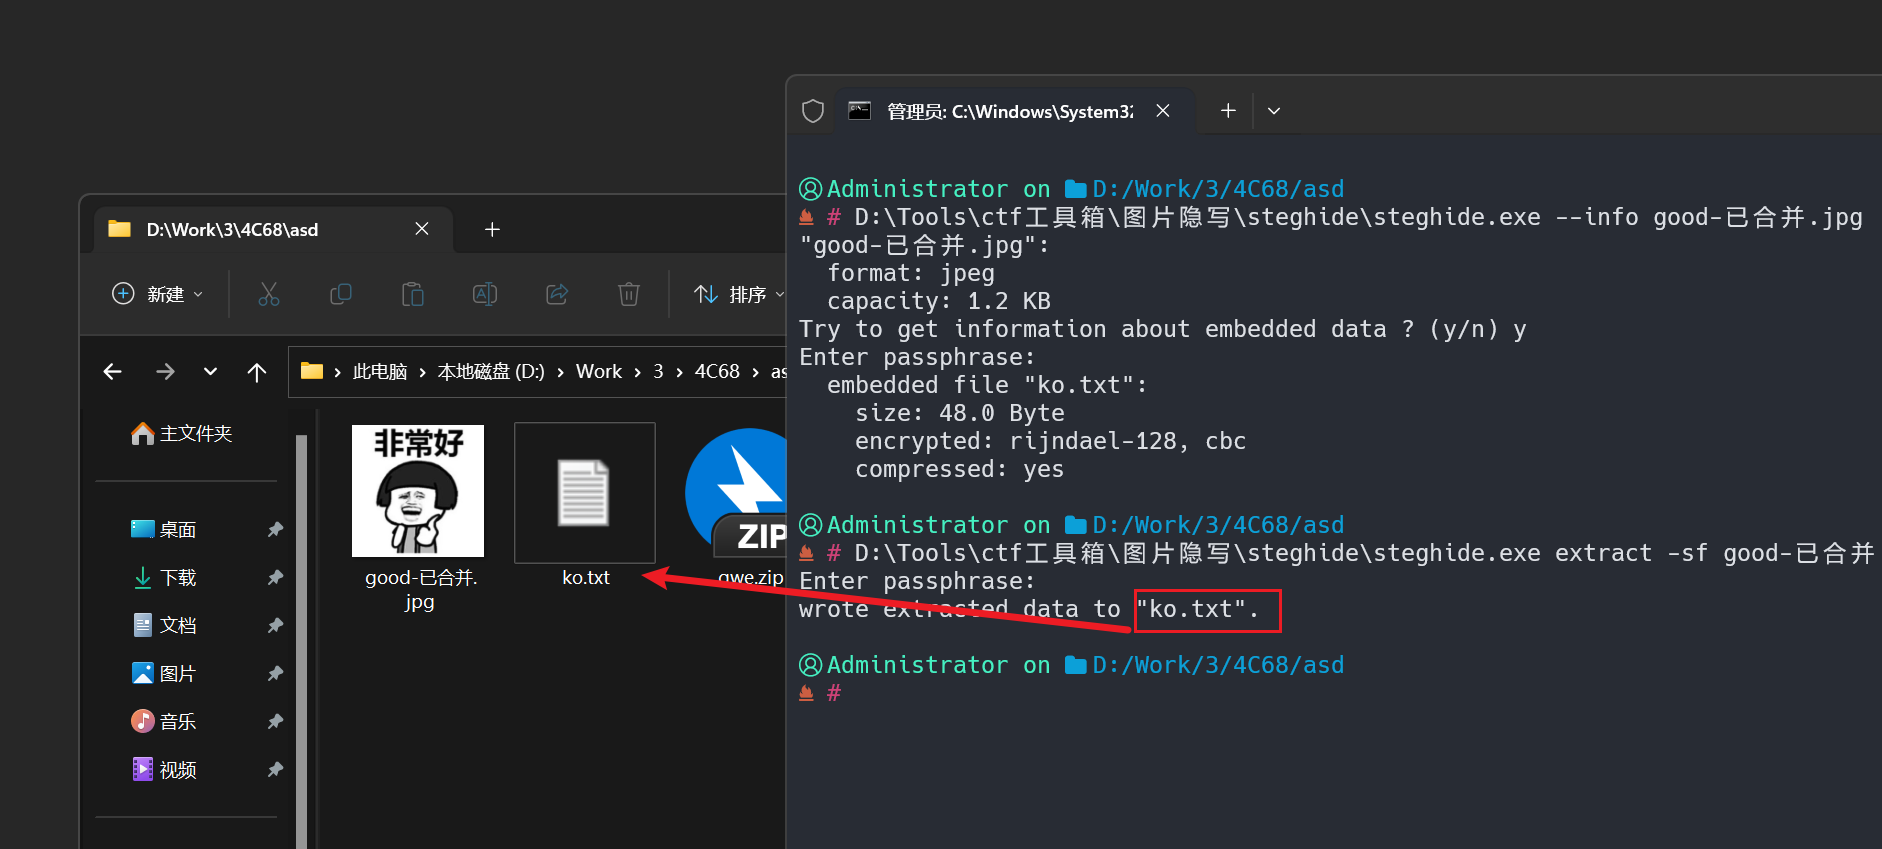 D:\Work\3\4C68\asd
新建
排序
此电脑 › 本地磁盘 (D:) › Work › 3 › 4C68 ›
主文件夹
桌面
下载
文档
图片
音乐
视频
非常好
good-已合并.
jpg
ko.txt
ZIP
qwe.zip
管理员: C:\Windows\System32
Administrator on D:/Work/3/4C68/asd
# D:\Tools\ctf工具箱\图片隐写\steghide\steghide.exe --info good-已合并.jpg
"good-已合并.jpg":
format: jpeg
capacity: 1.2 KB
Try to get information about embedded data ? (y/n) y
Enter passphrase:
embedded file "ko.txt":
size: 48.0 Byte
encrypted: rijndael-128, cbc
compressed: yes
Administrator on D:/Work/3/4C68/asd
# D:\Tools\ctf工具箱\图片隐写\steghide\steghide.exe extract -sf good-已合并
Enter passphrase:
wrote extracted data to "ko.txt".
Administrator on D:/Work/3/4C68/asd
#